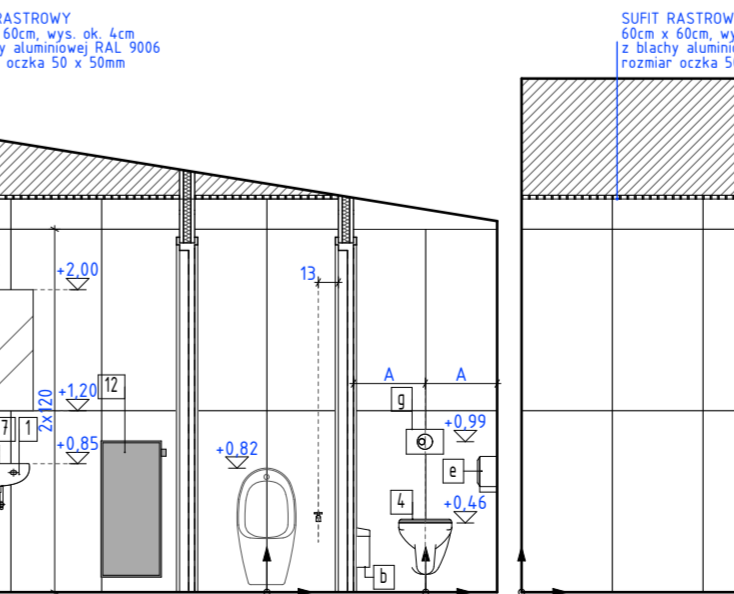 RASTROWY
60cm, wys. ok. 4cm
y aluminiowej RAL 9006
oczka 50 x 50mm
SUFIT RASTROW
60cm x 60cm, wy
z blachy alumini
rozmiar oczka 5
+2,00
13
A
A
12
+1,20
2x120
g
7
1
+0,85
+0,82
+0,99
e
4
+0,46
b